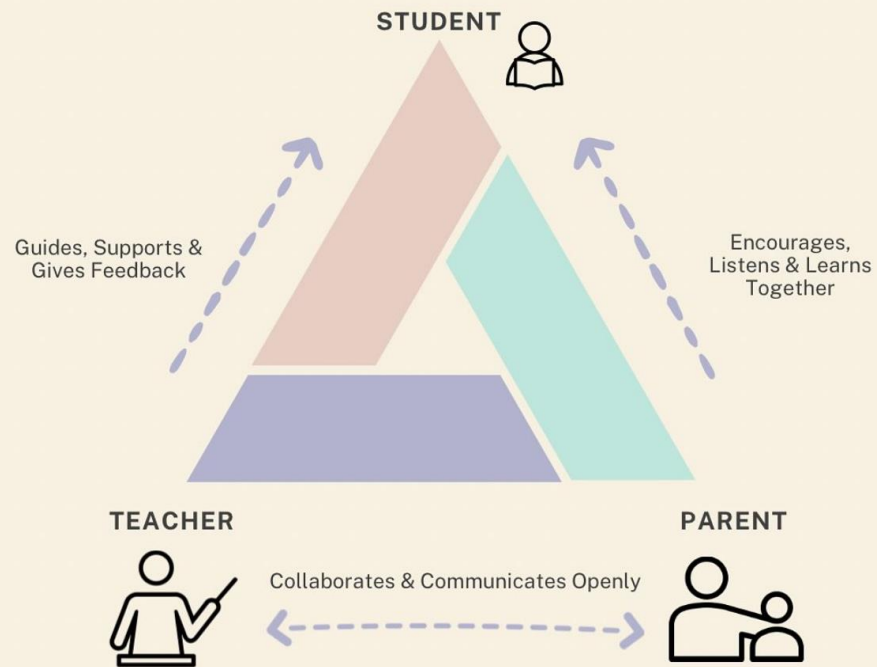 STUDENT
Guides, Supports &
Gives Feedback
Encourages,
Listens & Learns
Together
TEACHER
PARENT
Collaborates & Communicates Openly